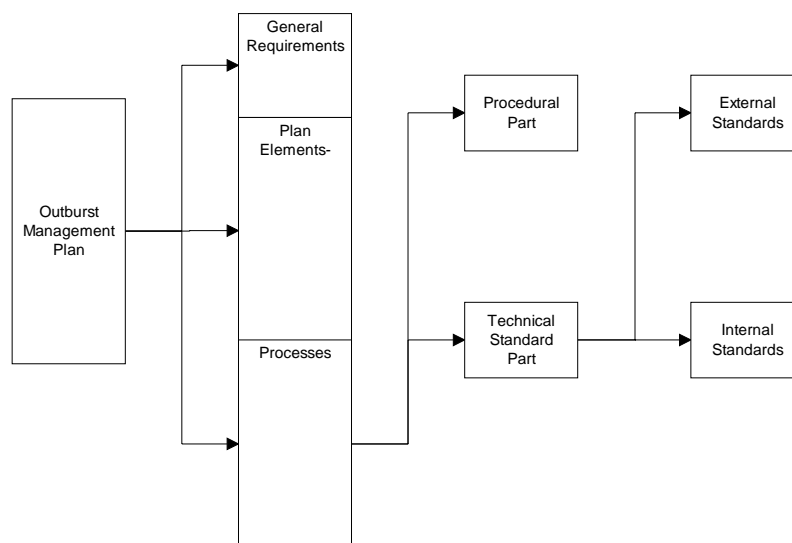 Outburst
Management
Plan
General
Requirements
Plan
Elements-
Processes
Procedural
Part
Technical
Standard
Part
External
Standards
Internal
Standards